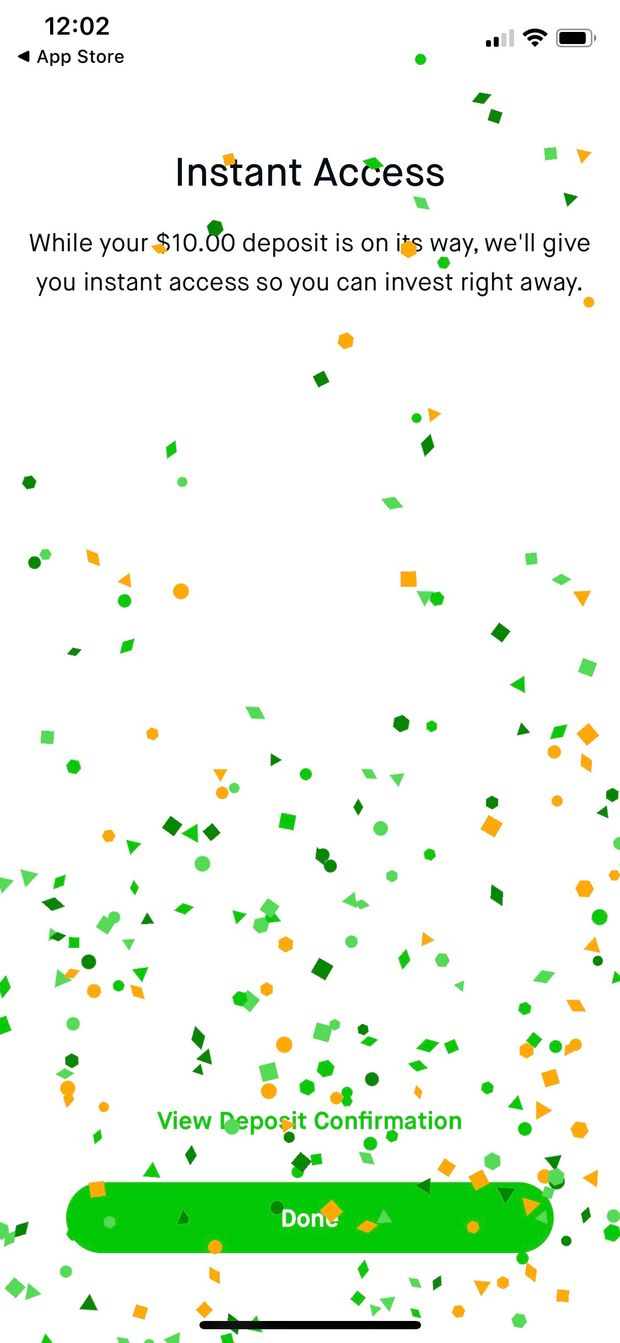 12:02
◀ App Store
Instant Access
While your $10.00 deposit is on its way, we'll give
you instant access so you can invest right away.
View Deposit Confirmation
Done